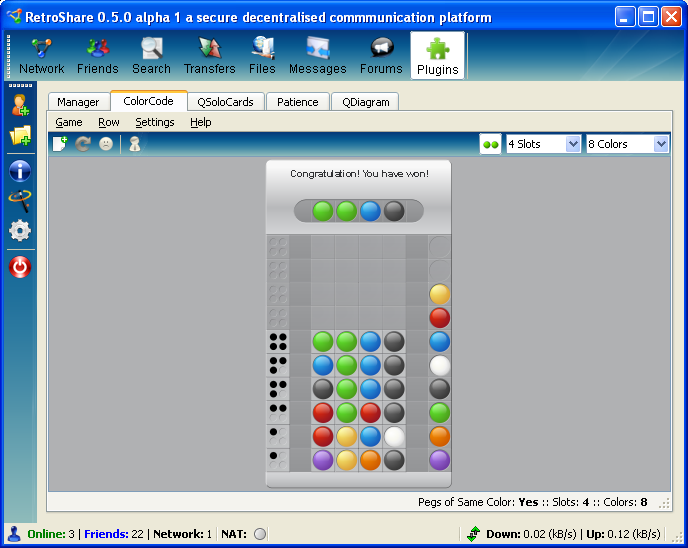 RetroShare 0.5.0 alpha 1 a secure decentralised commmunication platform
Network Friends Search Transfers Files Messages Forums Plugins
Manager ColorCode QSoloCards Patience QDiagram
Game Row Settings Help
4 Slots 8 Colors
Congratulation! You have won!
Pegs of Same Color: Yes :: Slots: 4 :: Colors: 8
Online: 3 | Friends: 22 | Network: 1 | NAT: Down: 0.02 (kB/s) | Up: 0.12 (kB/s)